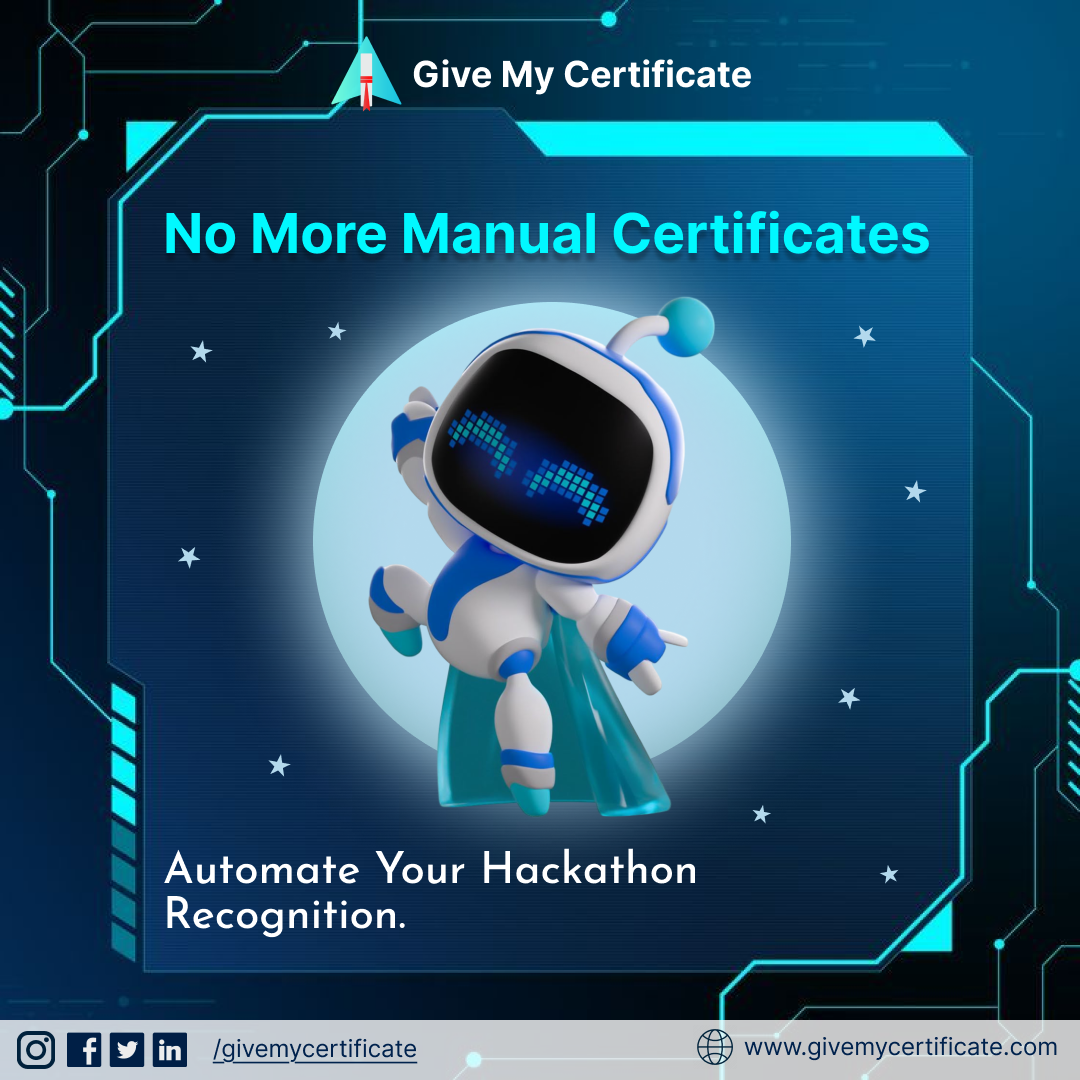 Give My Certificate
No More Manual Certificates
Automate Your Hackathon
Recognition.
/givemycertificate
www.givemycertificate.com